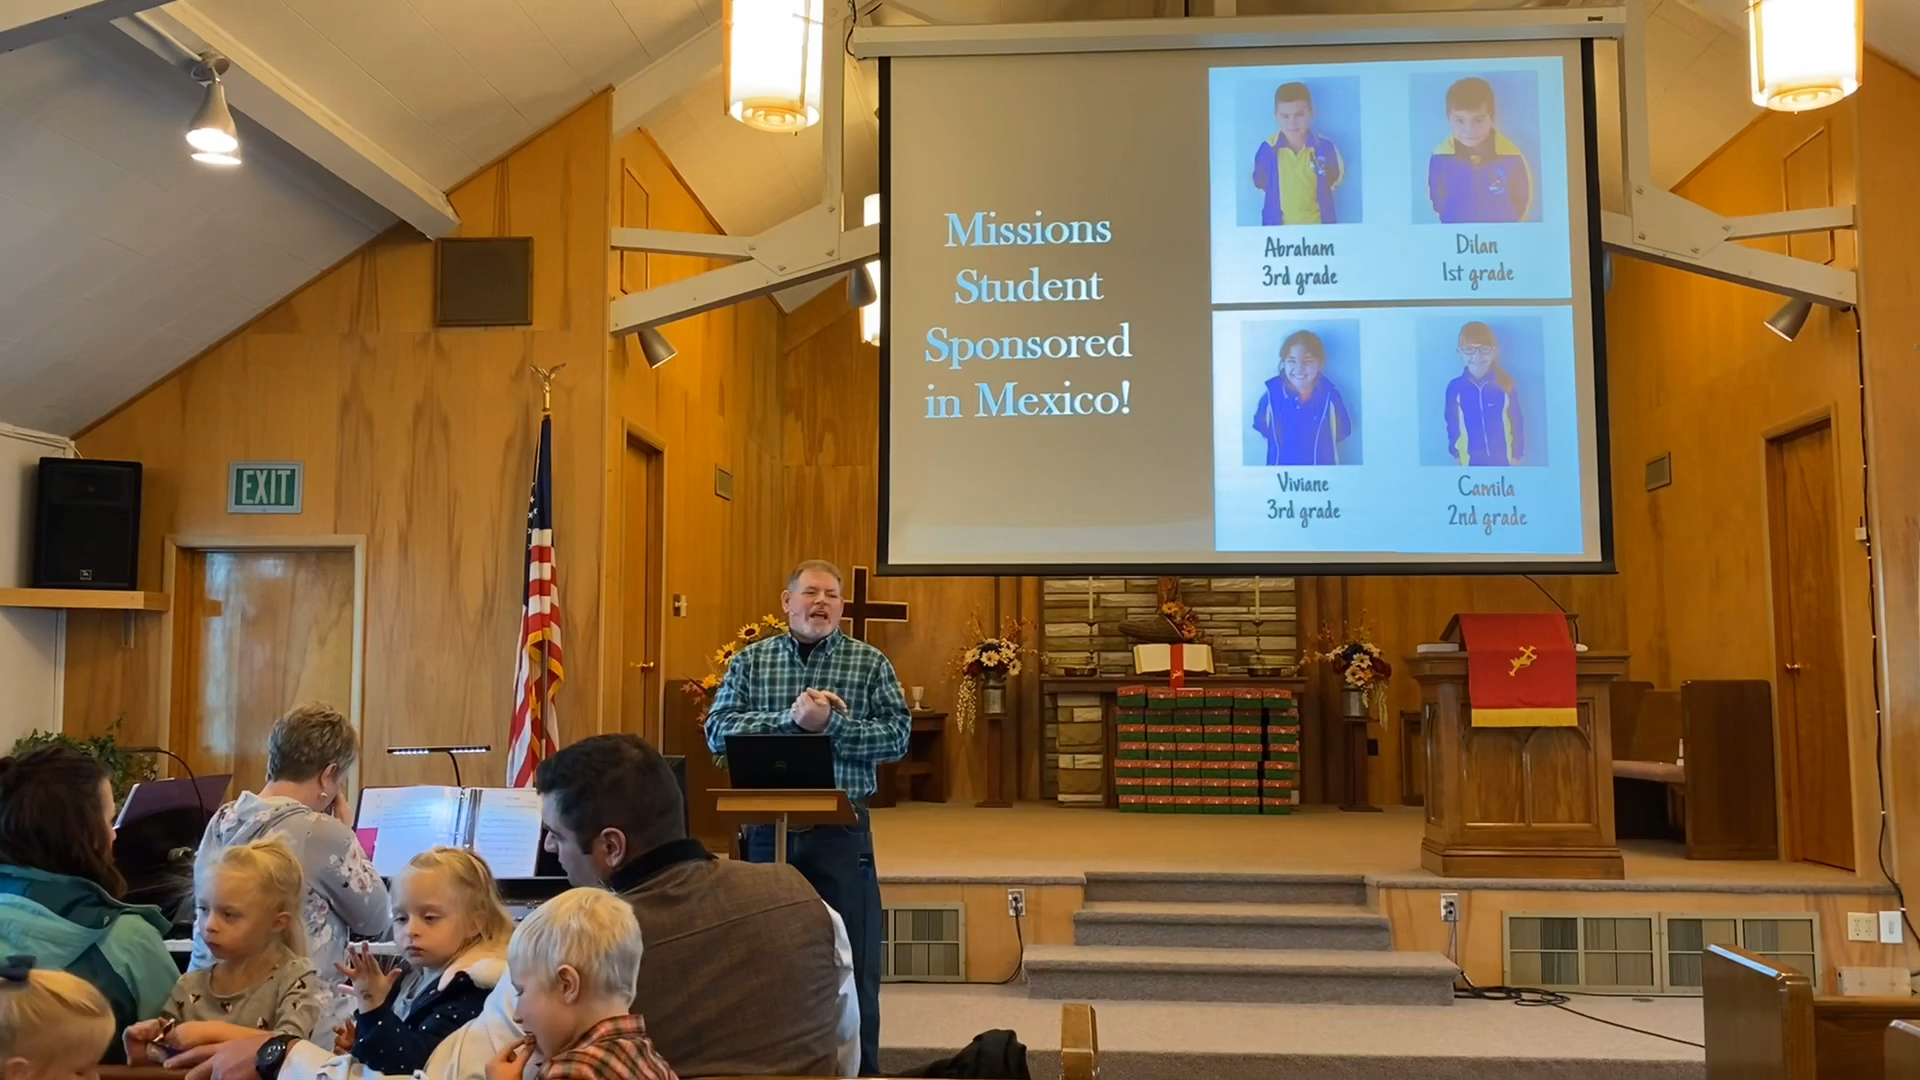 Missions
Student
Sponsored
in Mexico!
Abraham
3rd grade
Dilan
1st grade
Viviane
3rd grade
Camila
2nd grade
EXIT